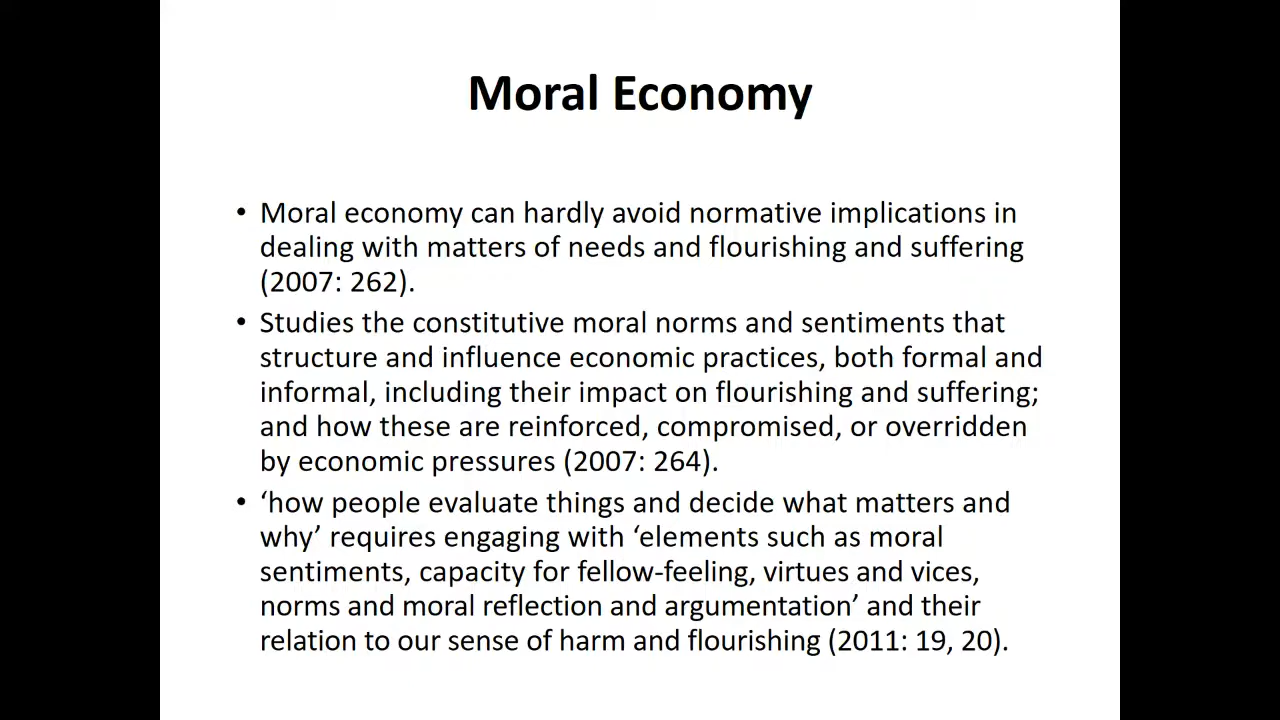 Moral Economy
• Moral economy can hardly avoid normative implications in
dealing with matters of needs and flourishing and suffering
(2007: 262).
• Studies the constitutive moral norms and sentiments that
structure and influence economic practices, both formal and
informal, including their impact on flourishing and suffering;
and how these are reinforced, compromised, or overridden
by economic pressures (2007: 264).
• ‘how people evaluate things and decide what matters and
why’ requires engaging with ‘elements such as moral
sentiments, capacity for fellow-feeling, virtues and vices,
norms and moral reflection and argumentation’ and their
relation to our sense of harm and flourishing (2011: 19, 20).